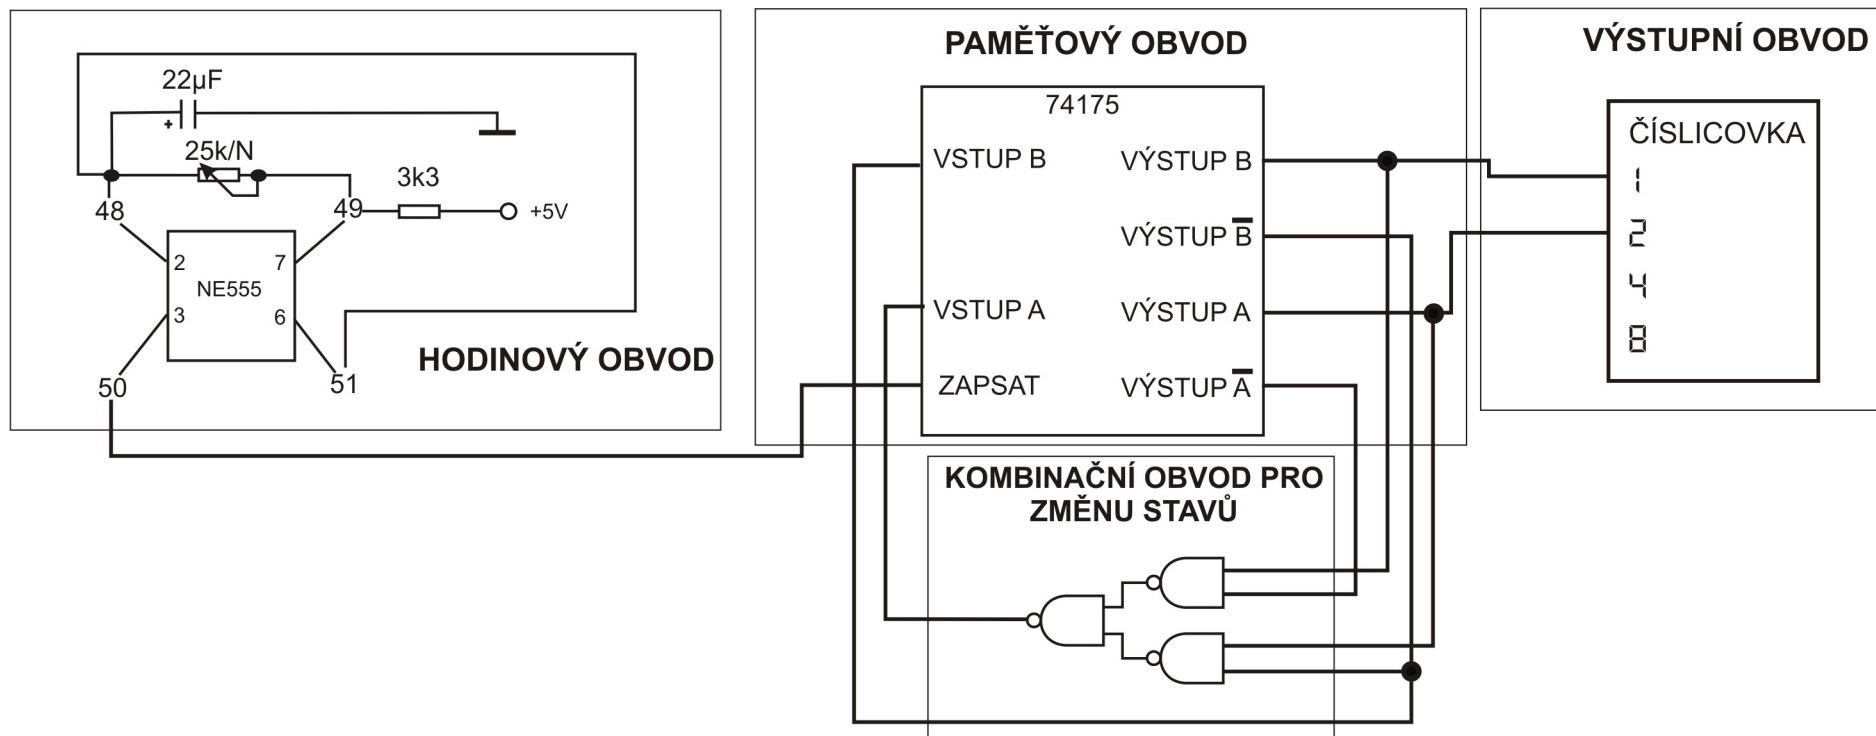 22µF
+
25k/N
48
49
3k3
+5V
2
7
NE555
3
6
50
51
HODINOVÝ OBVOD
PAMĚŤOVÝ OBVOD
74175
VSTUP B
VÝSTUP B
VÝSTUP B̅
VSTUP A
VÝSTUP A
ZAPSAT
VÝSTUP A̅
KOMBINAČNÍ OBVOD PRO
ZMĚNU STAVŮ
VÝSTUPNÍ OBVOD
ČÍSLICOVKA
1
2
4
8